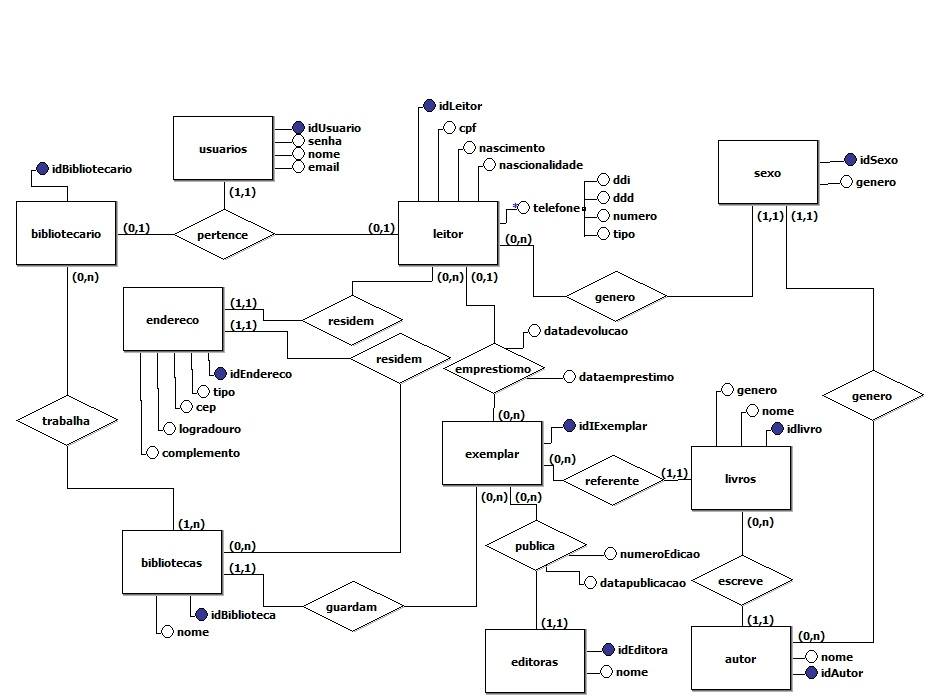 idLeitor
cpf
nascimento
nascionalidade
usuarios
idUsuario
senha
nome
email
idBibliotecario
sexo
idSexo
genero
(1,1)
ddi
ddd
numero
tipo
* telefone
bibliotecario
(0,1)
pertence
(0,1)
leitor
(0,n)
(1,1)
(1,1)
(0,n)
(0,n)
(0,1)
genero
endereco
(1,1)
(1,1)
residem
residem
datadevolucao
emprestiomo
dataemprestimo
idEndereco
tipo
cep
logradouro
complemento
genero
trabalha
(0,n)
genero
nome
idlivro
exemplar
idIExemplar
(0,n)
referente
(1,1)
livros
(0,n)
(0,n)
(0,n)
(1,n)
bibliotecas
(0,n)
(1,1)
publica
numeroEdicao
datapublicacao
escreve
guardam
idBiblioteca
nome
(1,1)
(1,1)
editoras
idEditora
nome
autor
(0,n)
nome
idAutor